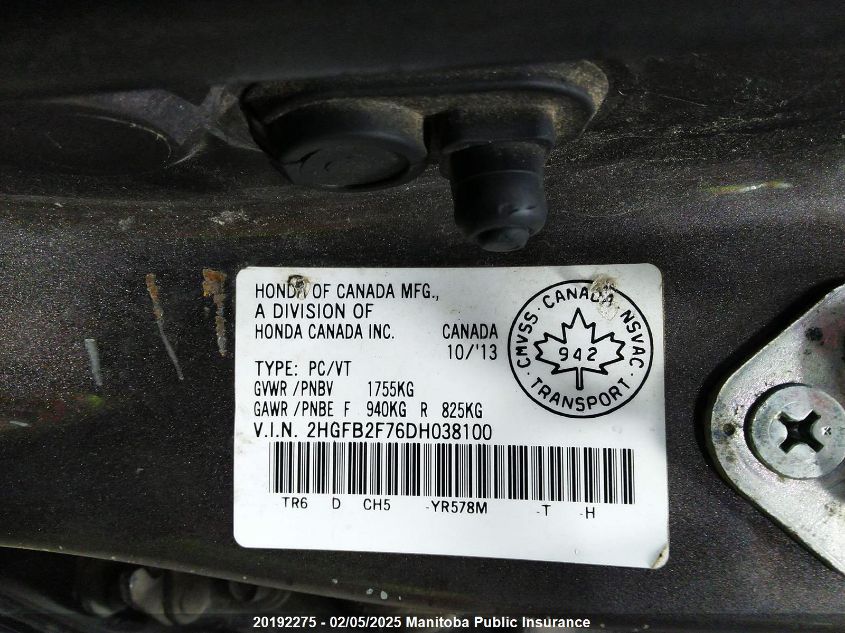 HONDA OF CANADA MFG.,
A DIVISION OF
HONDA CANADA INC. CANADA
10/'13
TYPE: PC/VT
GVWR /PNBV 1755KG
GAWR /PNBE F 940KG R 825KG
V.I.N. 2HGFB2F76DH038100
TR6 D CH5 -YR578M -T -H
CMVSS · CANADA · NSVAC
942
· TRANSPORT ·
20192275 - 02/05/2025 Manitoba Public Insurance